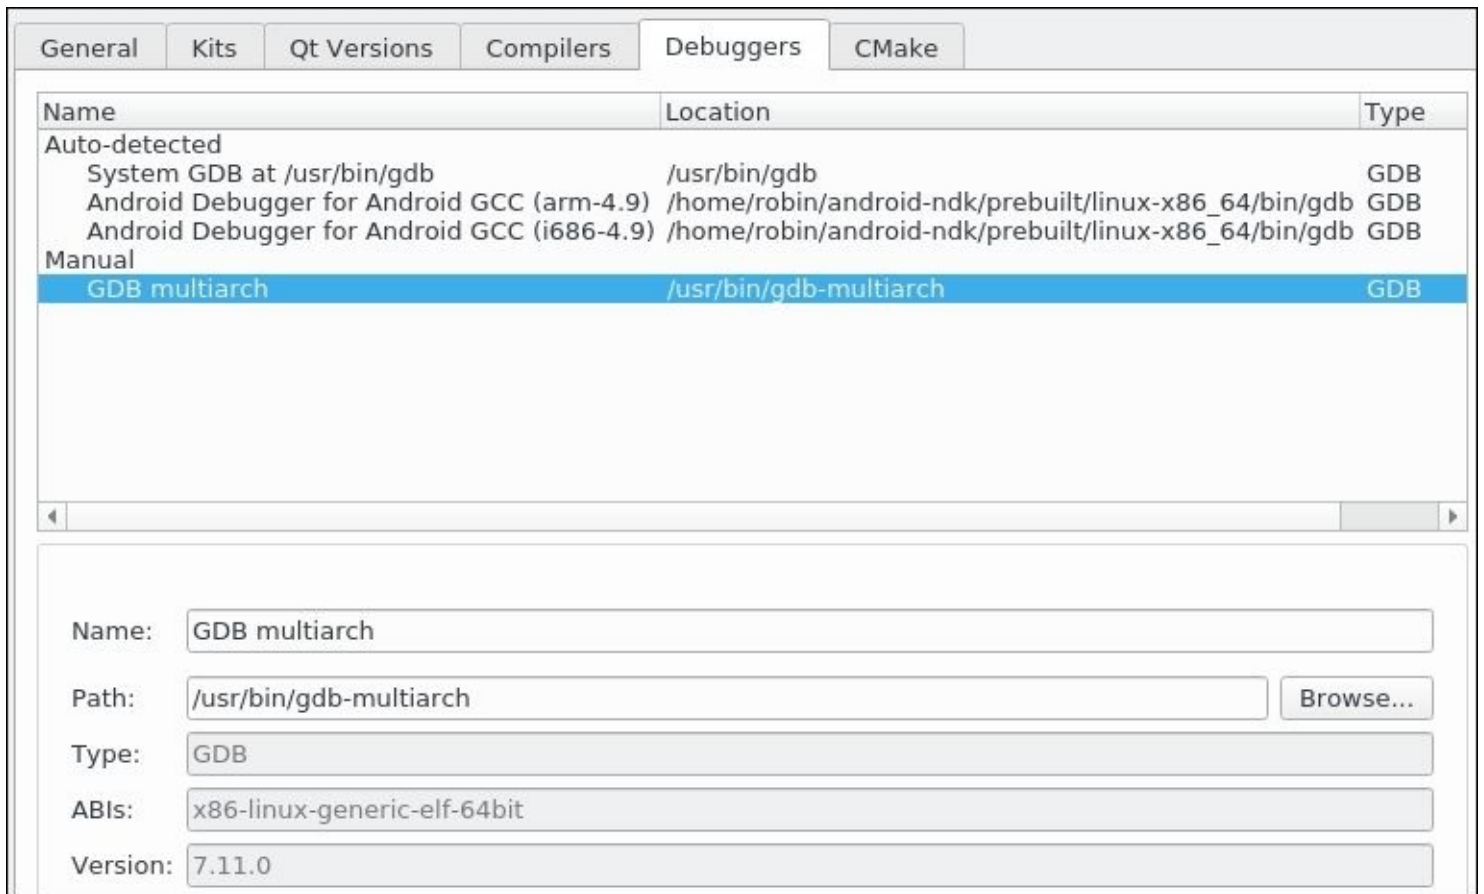 General Kits Qt Versions Compilers Debuggers CMake
Name Location Type
Auto-detected
System GDB at /usr/bin/gdb /usr/bin/gdb GDB
Android Debugger for Android GCC (arm-4.9) /home/robin/android-ndk/prebuilt/linux-x86_64/bin/gdb GDB
Android Debugger for Android GCC (i686-4.9) /home/robin/android-ndk/prebuilt/linux-x86_64/bin/gdb GDB
Manual
GDB multiarch /usr/bin/gdb-multiarch GDB
Name: GDB multiarch
Path: /usr/bin/gdb-multiarch Browse...
Type: GDB
ABIs: x86-linux-generic-elf-64bit
Version: 7.11.0